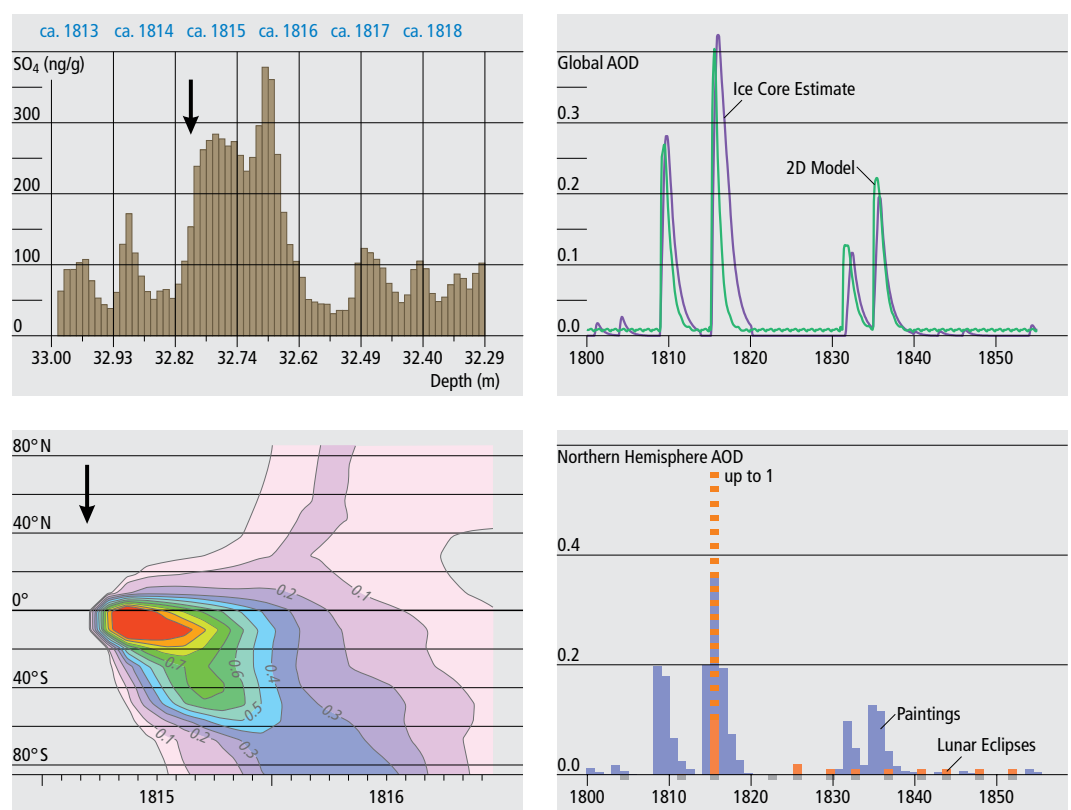 ca. 1813 ca. 1814 ca. 1815 ca. 1816 ca. 1817 ca. 1818
SO₄ (ng/g)
300
200
100
0
33.00 32.93 32.82 32.74 32.62 32.49 32.40 32.29
Depth (m)
Global AOD
Ice Core Estimate
0.3
2D Model
0.2
0.1
0.0
1800 1810 1820 1830 1840 1850
80° N
40° N
0°
40° S
80° S
0.2 0.1
0.7 0.6 0.4
0.5 0.3
0.1 0.2 0.3
1815 1816
Northern Hemisphere AOD
up to 1
0.4
0.2
Paintings
Lunar Eclipses
0.0
1800 1810 1820 1830 1840 1850